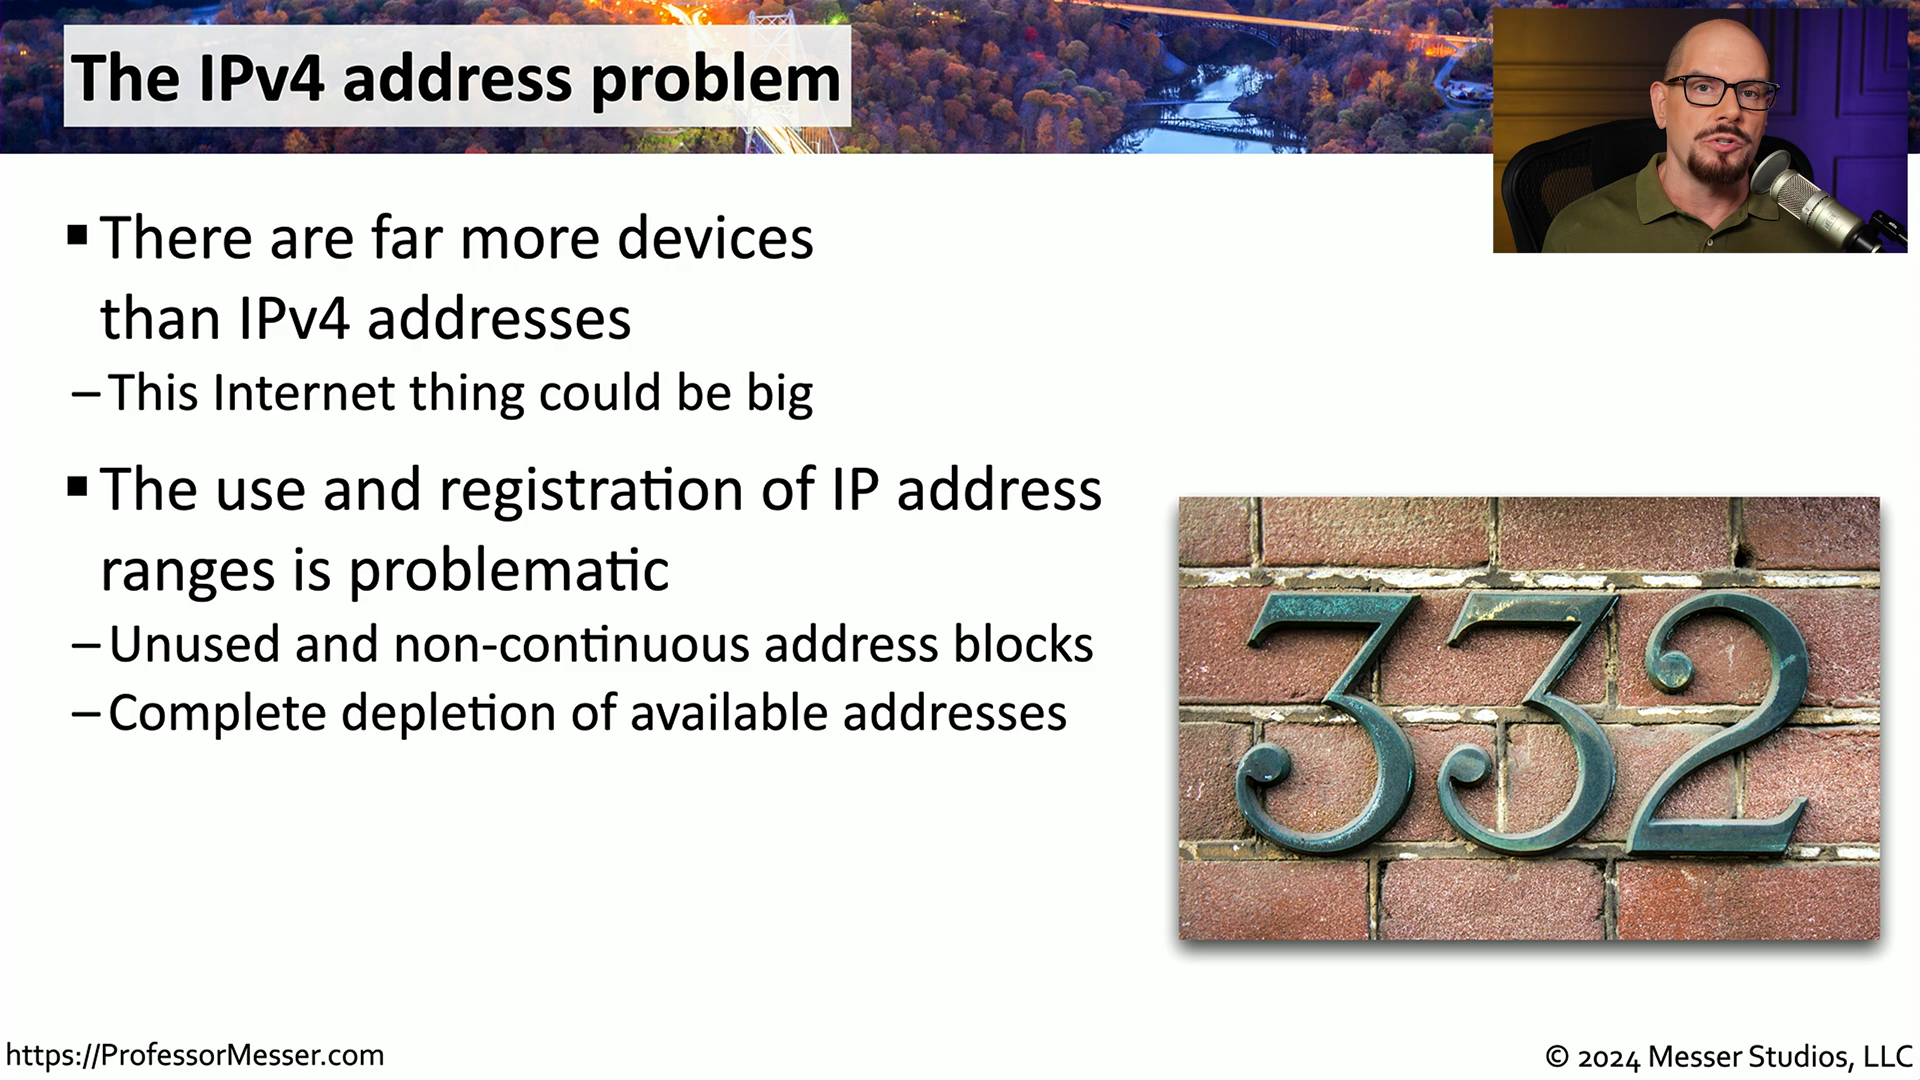 The IPv4 address problem
▪ There are far more devices
than IPv4 addresses
– This Internet thing could be big
▪ The use and registration of IP address
ranges is problematic
– Unused and non-continuous address blocks
– Complete depletion of available addresses
332
https://ProfessorMesser.com
© 2024 Messer Studios, LLC